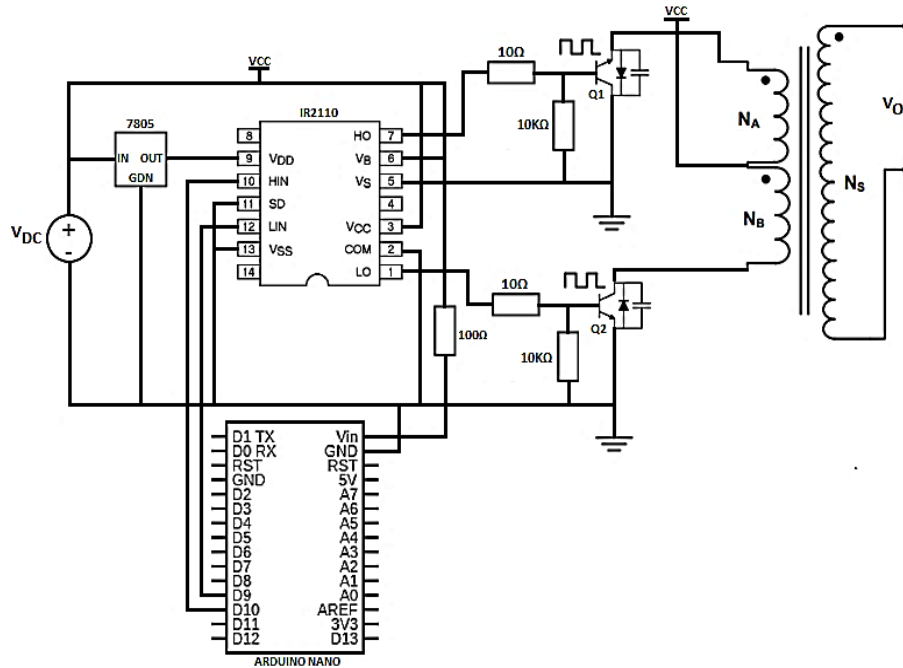 VCC
VCC
10Ω
Q1
IR2110
7805
10KΩ
8
HO
7
IN OUT
GDN
9
VDD
VB
6
10
HIN
VS
5
11
SD
4
12
LIN
VCC
3
13
VSS
COM
2
14
LO
1
VDC
+
-
NA
NB
NS
VO
10Ω
Q2
100Ω
10KΩ
D1 TX
Vin
D0 RX
GND
RST
RST
GND
5V
D2
A7
D3
A6
D4
A5
D5
A4
D6
A3
D7
A2
D8
A1
D9
A0
D10
AREF
D11
3V3
D12
D13
ARDUINO NANO